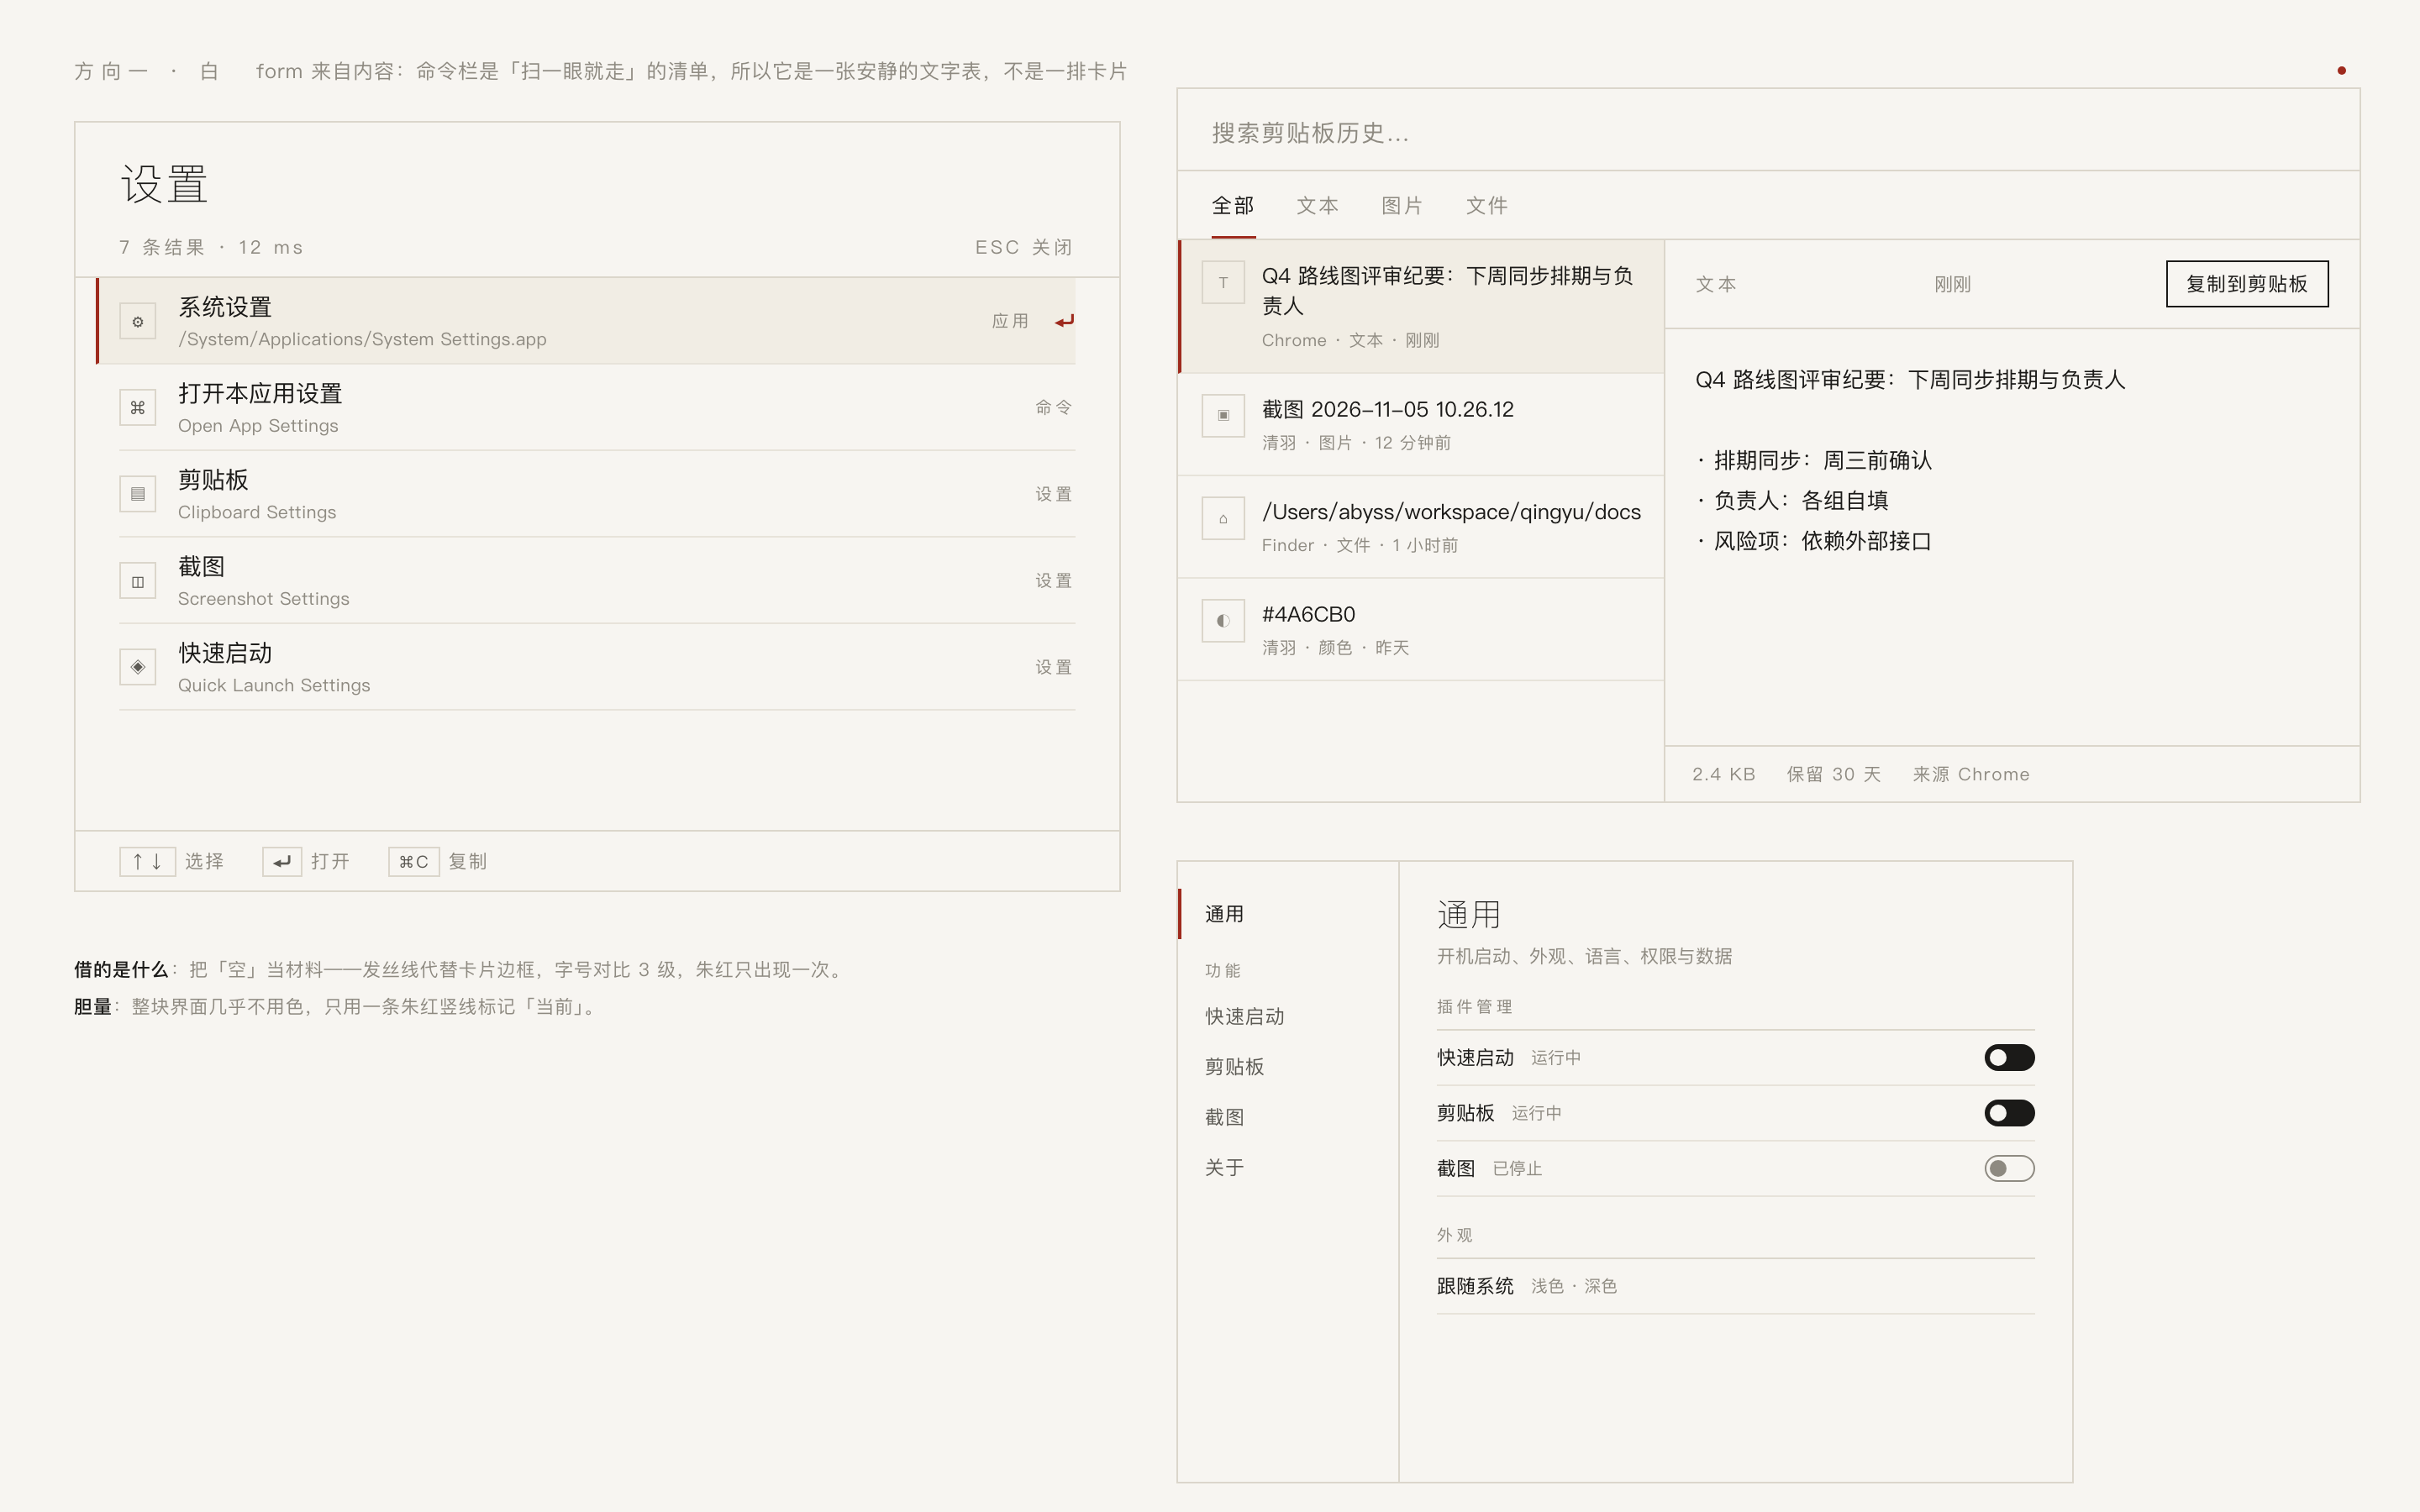 方向一 · 白 form 来自内容：命令栏是「扫一眼就走」的清单，所以它是一张安静的文字表，不是一排卡片
设置
7 条结果 · 12 ms ESC 关闭
系统设置
/System/Applications/System Settings.app
应用
打开本应用设置
Open App Settings
命令
剪贴板
Clipboard Settings
设置
截图
Screenshot Settings
设置
快速启动
Quick Launch Settings
设置
↑↓ 选择 ↵ 打开 ⌘C 复制
借的是什么：把「空」当材料——发丝线代替卡片边框，字号对比 3 级，朱红只出现一次。
胆量：整块界面几乎不用色，只用一条朱红竖线标记「当前」。
搜索剪贴板历史…
全部 文本 图片 文件
T
Q4 路线图评审纪要：下周同步排期与负
责人
Chrome · 文本 · 刚刚
截图 2026-11-05 10.26.12
清羽 · 图片 · 12 分钟前
/Users/abyss/workspace/qingyu/docs
Finder · 文件 · 1 小时前
#4A6CB0
清羽 · 颜色 · 昨天
文本 刚刚 复制到剪贴板
Q4 路线图评审纪要：下周同步排期与负责人
· 排期同步：周三前确认
· 负责人：各组自填
· 风险项：依赖外部接口
2.4 KB 保留 30 天 来源 Chrome
通用
功能
快速启动
剪贴板
截图
关于
通用
开机启动、外观、语言、权限与数据
插件管理
快速启动 运行中
剪贴板 运行中
截图 已停止
外观
跟随系统 浅色 · 深色